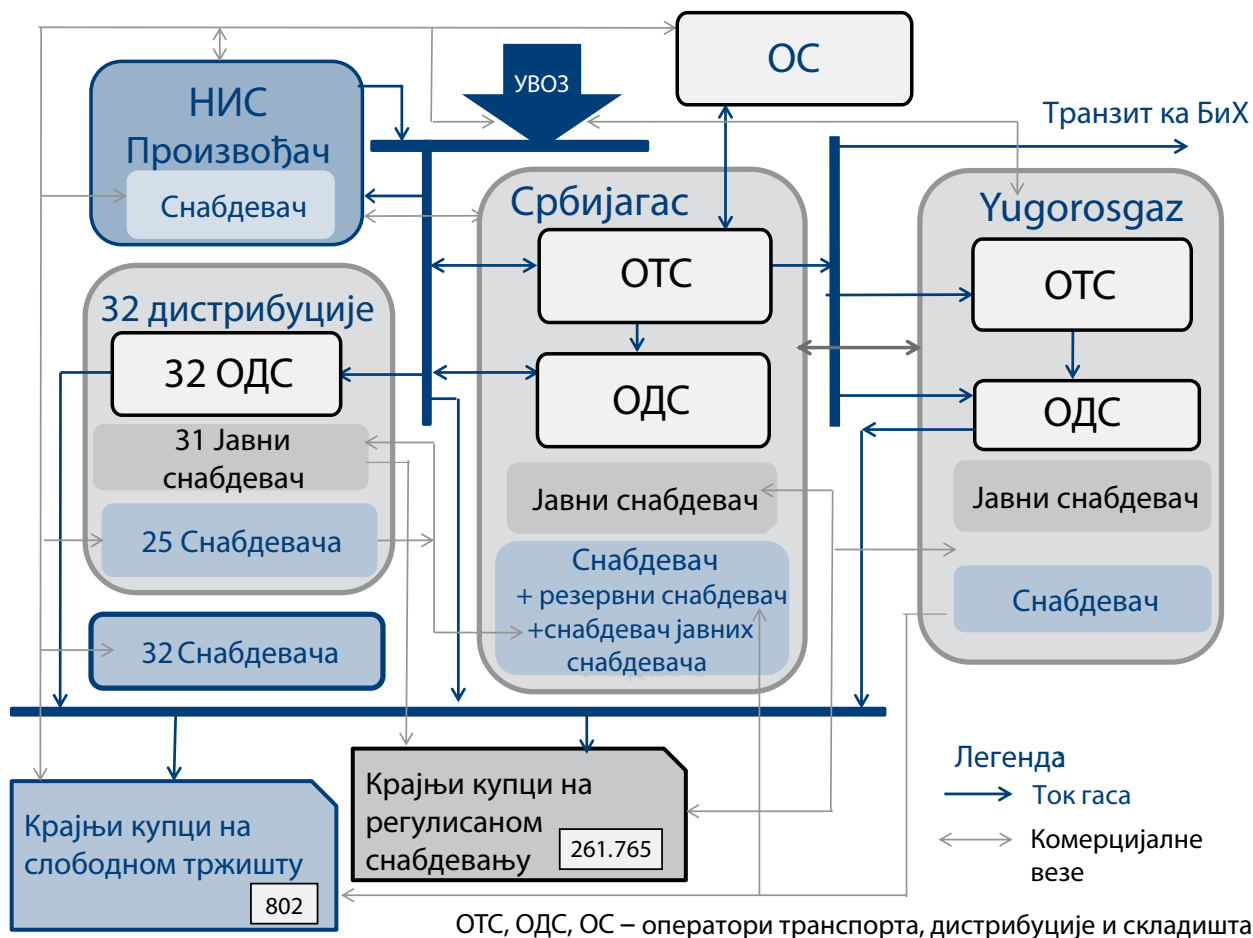 ОС
УВОЗ
НИС
Произвођач
Снабдевач
Транзит ка БиХ
Србијагас
ОТС
ОДС
Јавни снабдевач
Снабдевач
+ резервни снабдевач
+снабдевач јавних
снабдевача
Yugorosgaz
ОТС
ОДС
Јавни снабдевач
Снабдевач
32 дистрибуције
32 ОДС
31 Јавни
снабдевач
25 Снабдевача
32 Снабдевача
Крајњи купци на
слободном тржишту
802
Крајњи купци на
регулисаном
снабдевању
261.765
Легенда
Ток гаса
Комерцијалне
везе
ОТС, ОДС, ОС – оператори транспорта, дистрибуције и складишта